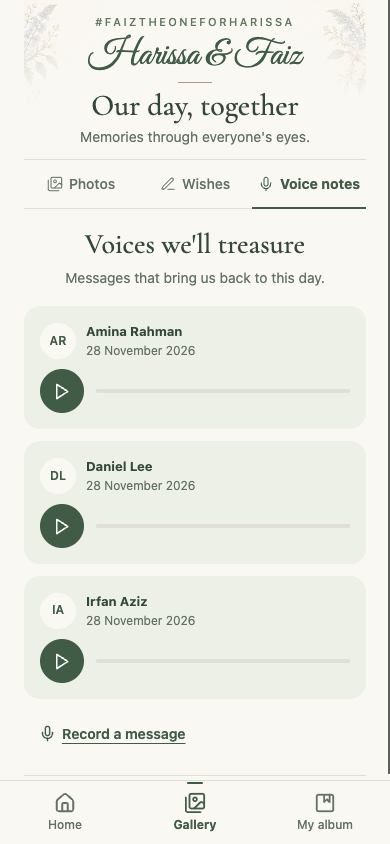 #FAIZTHEONEFORHARISSA
Harissa & Faiz
Our day, together
Memories through everyone's eyes.
Photos
Wishes
Voice notes
Voices we'll treasure
Messages that bring us back to this day.
AR
Amina Rahman
28 November 2026
DL
Daniel Lee
28 November 2026
IA
Irfan Aziz
28 November 2026
Record a message
Home
Gallery
My album